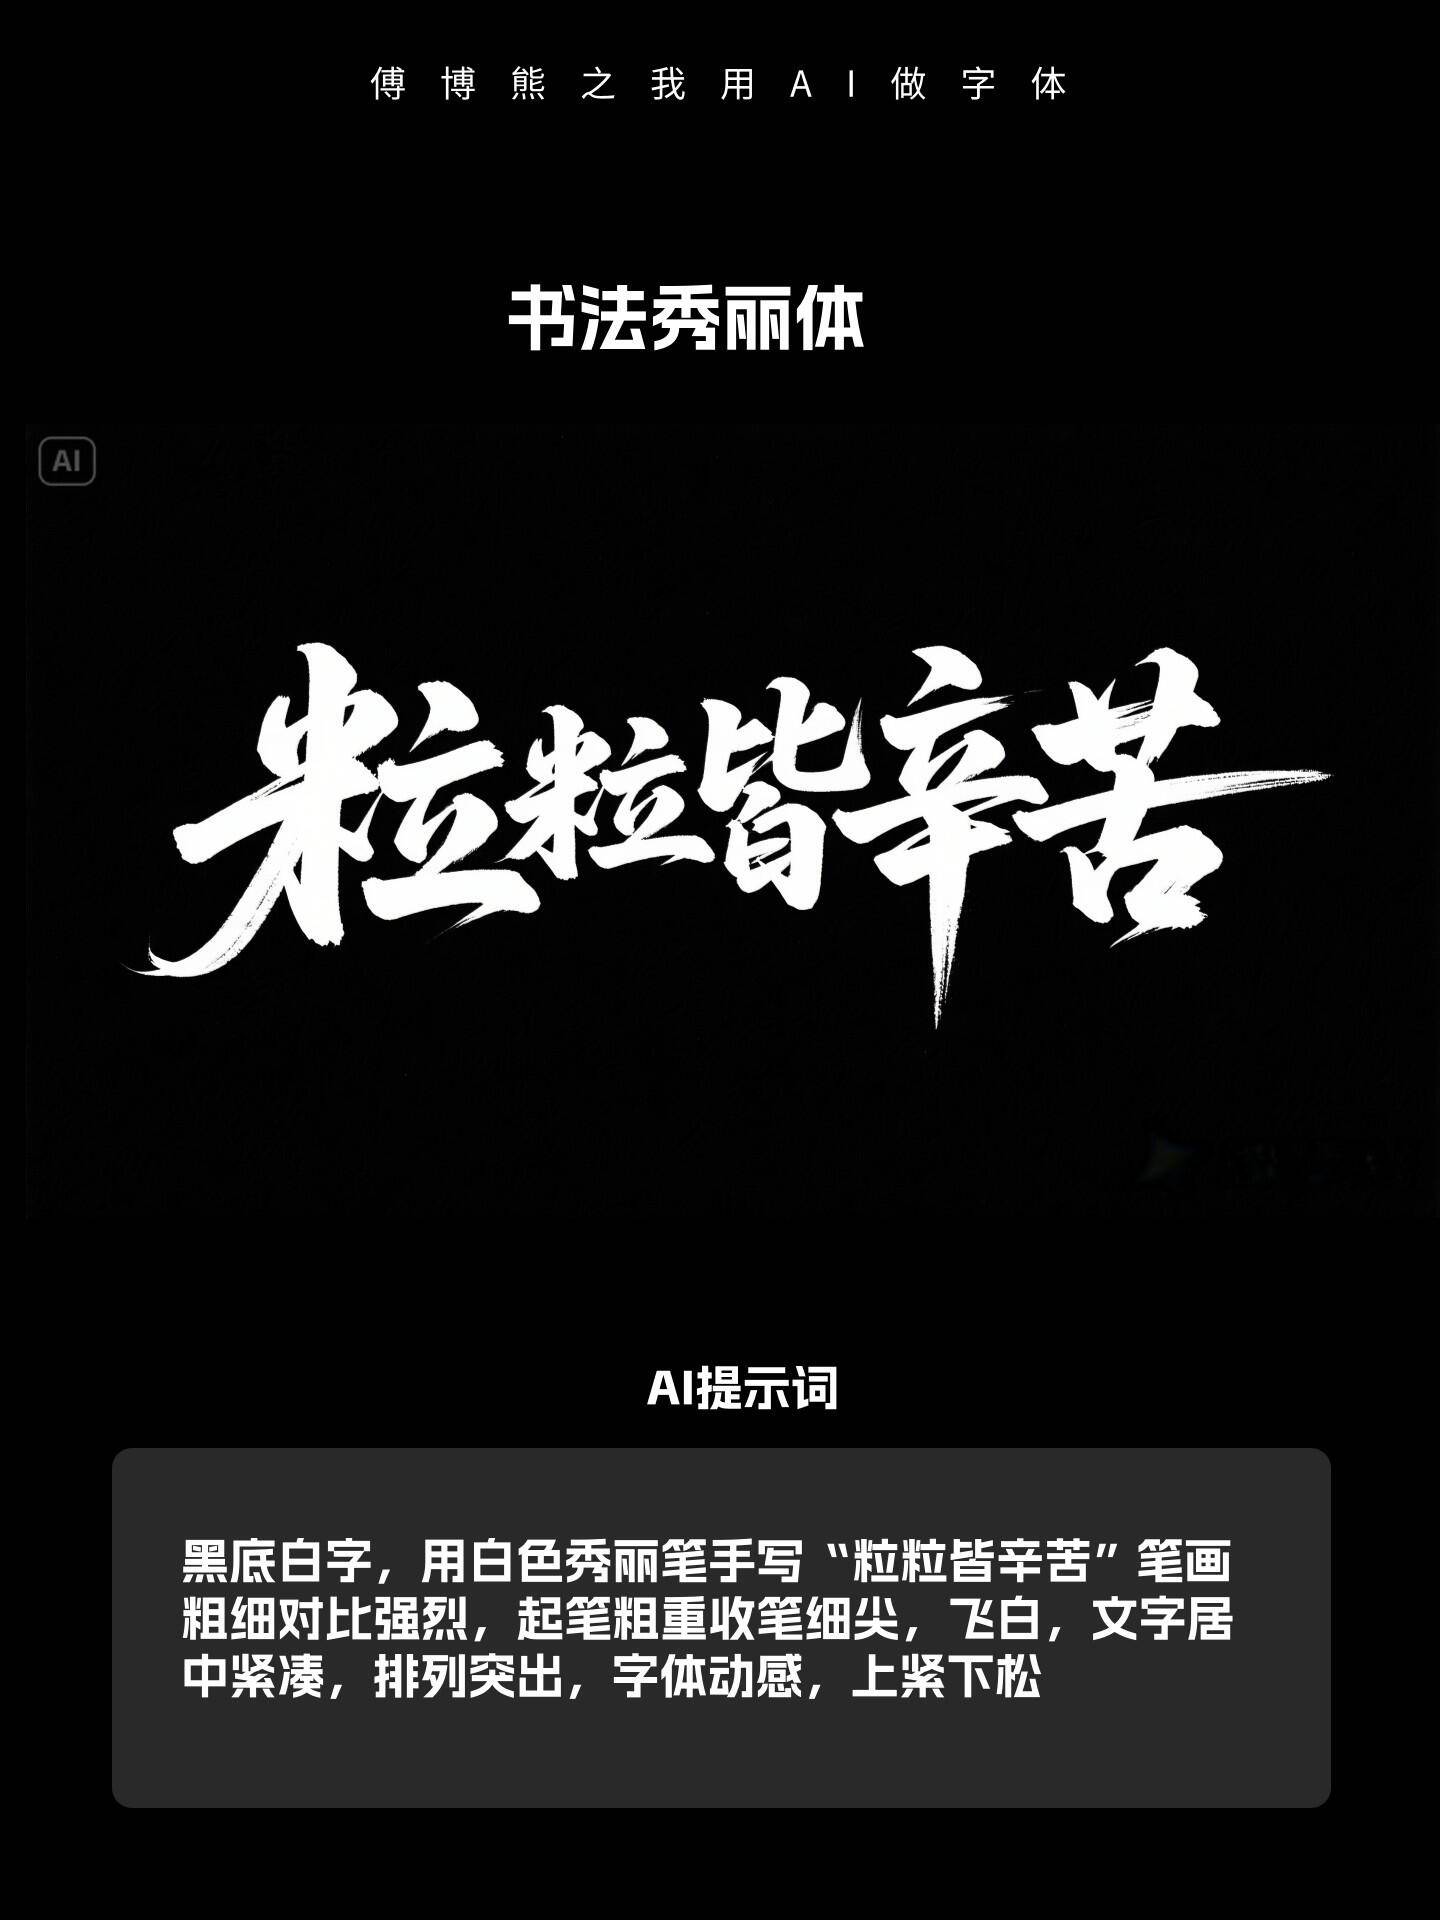 傅博熊之我用AI做字体
书法秀丽体
AI
粒粒皆辛苦
AI提示词
黑底白字，用白色秀丽笔手写“粒粒皆辛苦”笔画
粗细对比强烈，起笔粗重收笔细尖，飞白，文字居
中紧凑，排列突出，字体动感，上紧下松